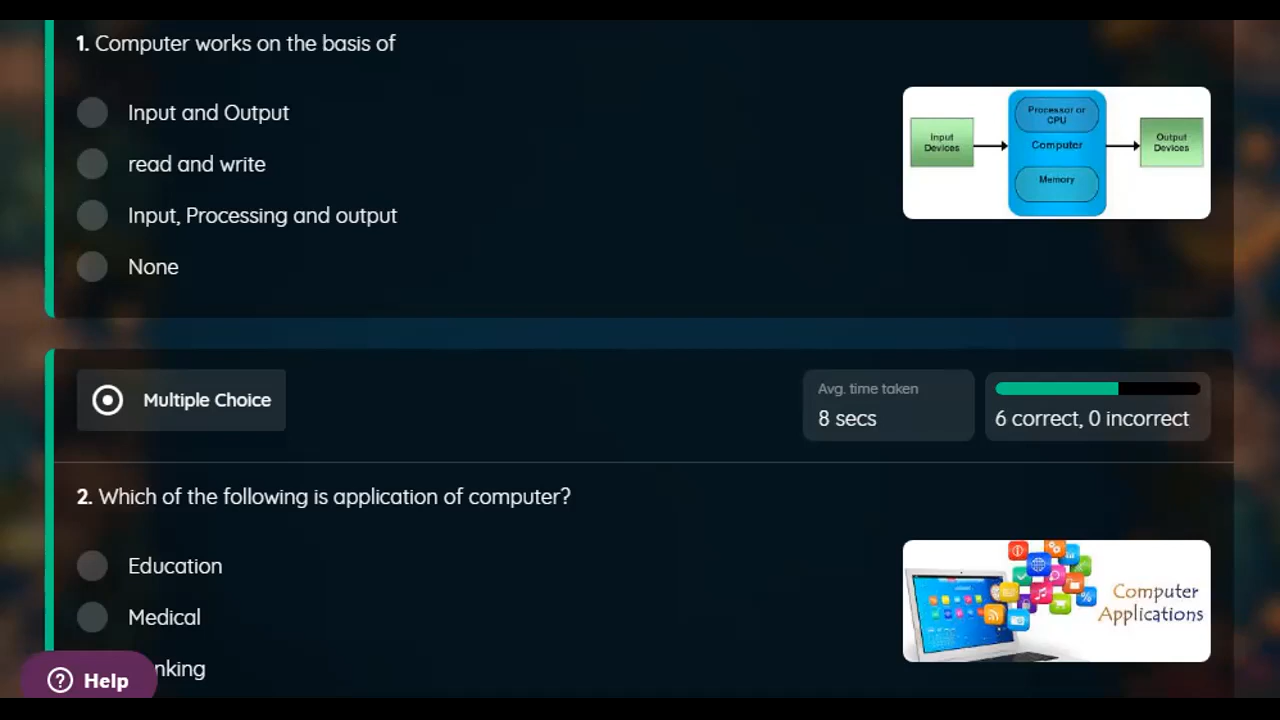 1. Computer works on the basis of
Input and Output
read and write
Input, Processing and output
None
Input
Devices
Processor or
CPU
Computer
Memory
Output
Devices
Multiple Choice
Avg. time taken
8 secs
6 correct, 0 incorrect
2. Which of the following is application of computer?
Education
Medical
nking
Computer
Applications
Help